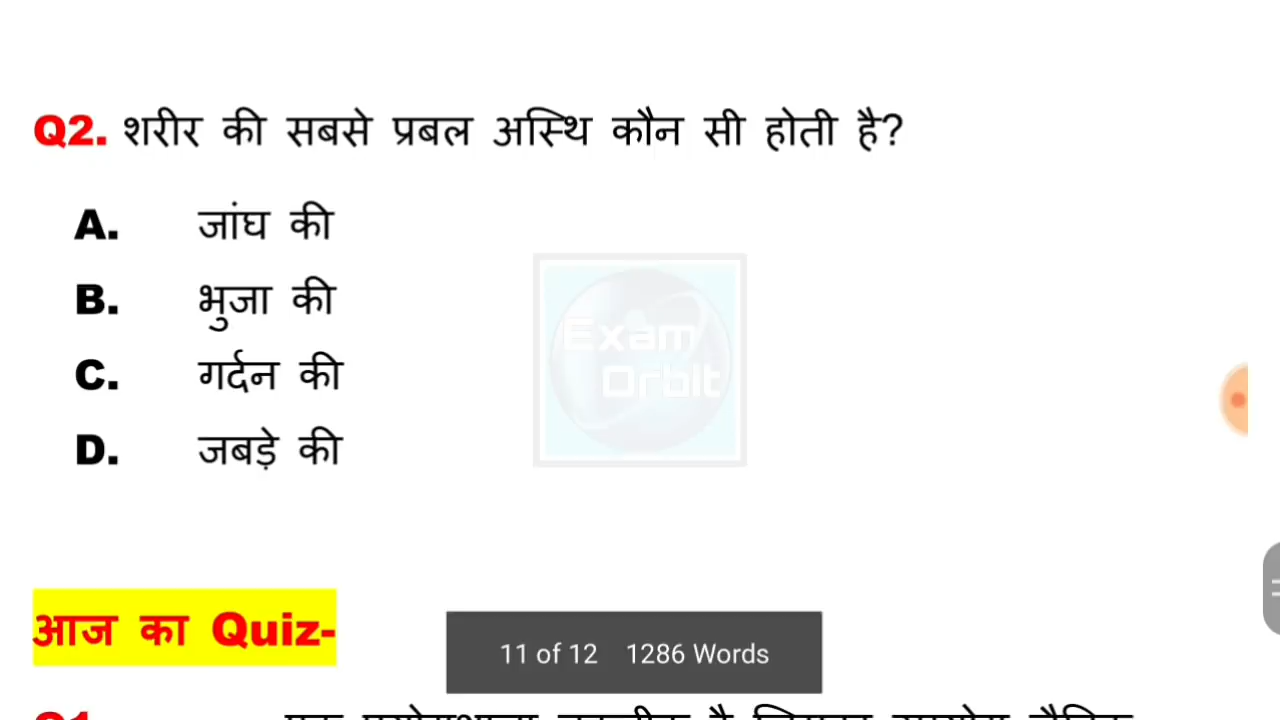 Q2. शरीर की सबसे प्रबल अस्थि कौन सी होती है?
A. जांघ की
B. भुजा की
C. गर्दन की
D. जबड़े की
Exam
Orbit
आज का Quiz-
11 of 12 1286 Words